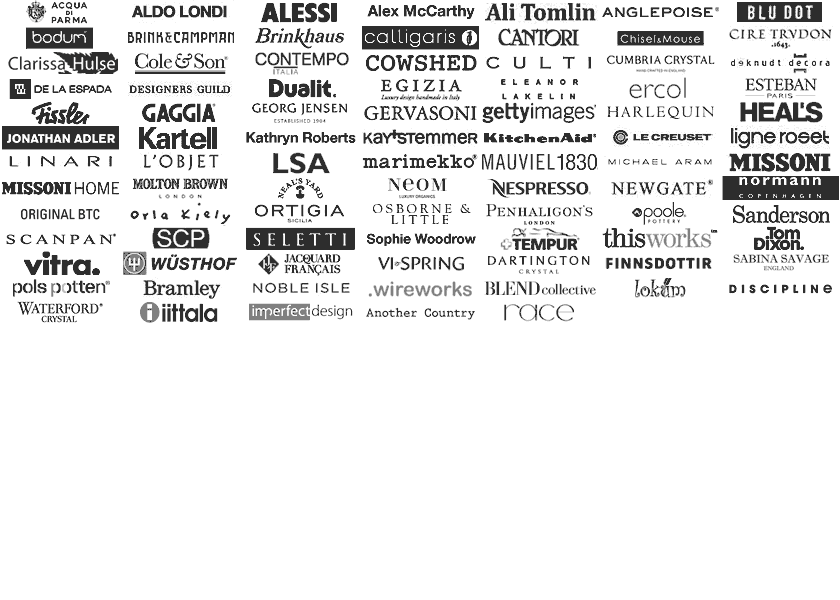 ACQUA
DI
PARMA
ALDO LONDI
ALESSI
Alex McCarthy
Ali Tomlin
ANGLEPOISE®
BLU DOT
bodum®
BRINK&CAMPMAN
Brinkhaus
calligaris
CANTORI
Chisel&Mouse
CIRE TRVDON
.1643.
Clarissa Hulse
Cole & Son®
CONTEMPO
ITALIA
COWSHED
CULTI
CUMBRIA CRYSTAL
HAND CRAFTED IN ENGLAND
deknudt decora
DE LA ESPADA
DESIGNERS GUILD
Dualit.
EGIZIA
Luxury design handmade in Italy
ELEANOR
LAKELIN
ercol
ESTEBAN
PARIS
Fissler
GAGGIA
GEORG JENSEN
ESTABLISHED 1904
GERVASONI
gettyimages®
HARLEQUIN
HEAL'S
JONATHAN ADLER
Kartell
Kathryn Roberts
KAYSTEMMER
KitchenAid®
LE CREUSET
ligne roset®
LINARI
L'OBJET
LSA
marimekko®
MAUVIEL1830
MICHAEL ARAM
MISSONI
MISSONI HOME
MOLTON BROWN
LONDON
NEAL'S YARD
NEOM
LUXURY ORGANICS
NESPRESSO.
NEWGATE®
normann
COPENHAGEN
ORIGINAL BTC
Orla Kiely
ORTIGIA
SICILIA
OSBORNE &
LITTLE
PENHALIGON'S
LONDON
poole.
POTTERY
Sanderson
SCANPAN®
SCP
SELETTI
Sophie Woodrow
TEMPUR
thisworks™
Tom
Dixon.
vitra.
WÜSTHOF
JACQUARD
FRANÇAIS
VI-SPRING
DARTINGTON
CRYSTAL
FINNSDOTTIR
SABINA SAVAGE
ENGLAND
pols potten®
Bramley
NOBLE ISLE
.wireworks
BLEND collective
lokum
DISCIPLINE
WATERFORD®
CRYSTAL
iittala
imperfectdesign
Another Country
race